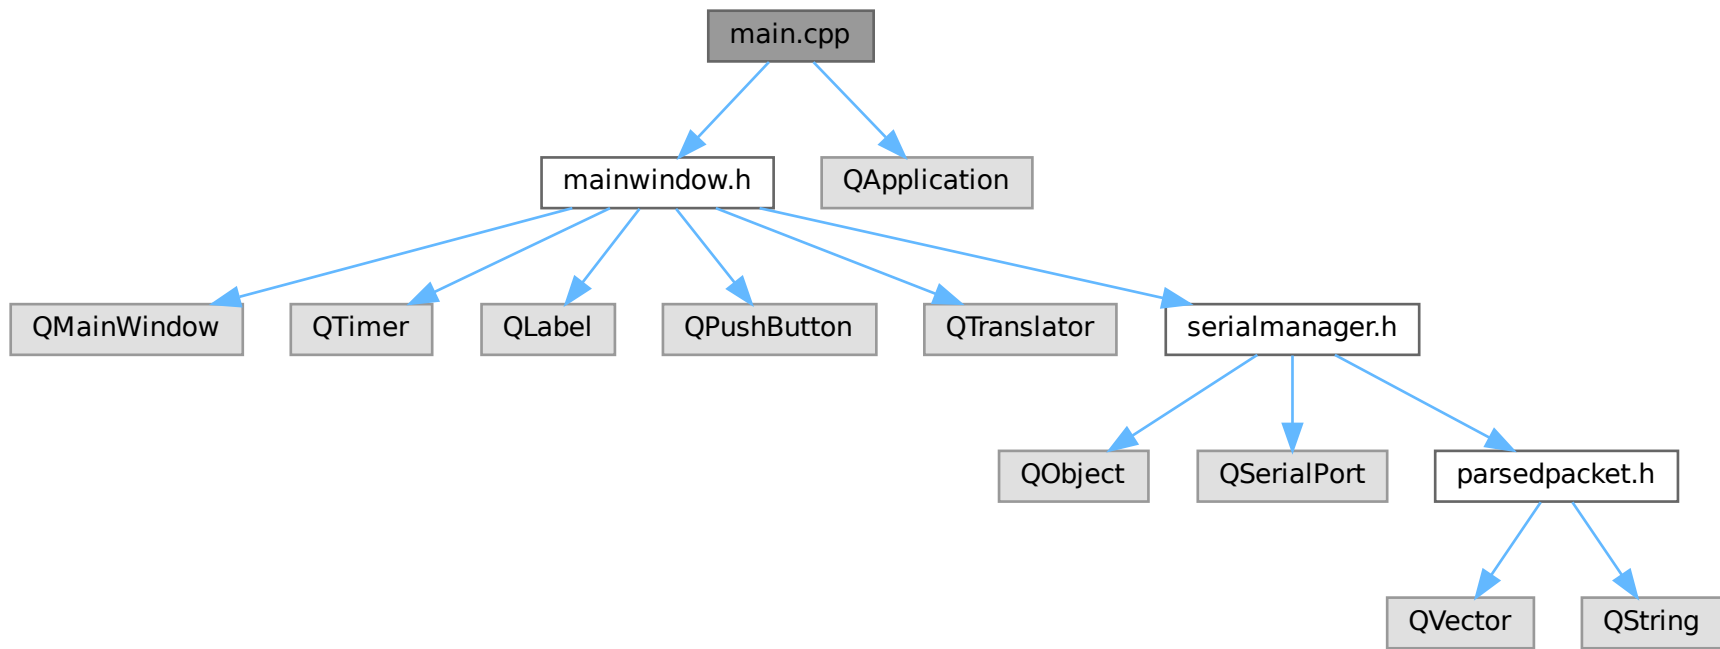 main.cpp
mainwindow.h
QApplication
QMainWindow
QTimer
QLabel
QPushButton
QTranslator
serialmanager.h
QObject
QSerialPort
parsedpacket.h
QVector
QString